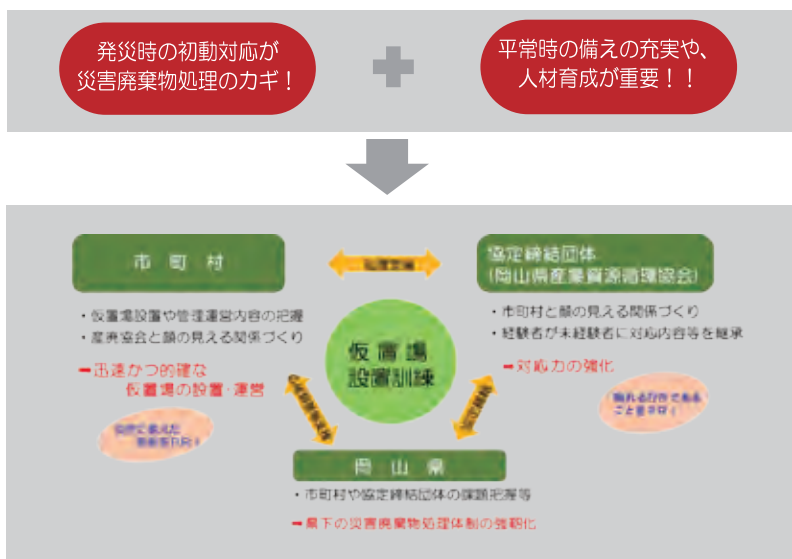 発災時の初動対応が
災害廃棄物処理のカギ！
平常時の備えの充実や、
人材育成が重要！！
市町村
協定締結団体
(岡山県産業資源循環協会)
・仮置場設置や管理運営内容の把握
・産廃協会と顔の見える関係づくり
➡迅速かつ的確な
仮置場の設置・運営
・市町村と顔の見える関係づくり
・経験者が未経験者に対応内容等を継承
➡対応力の強化
仮置場
設置訓練
岡山県
・市町村や協定締結団体の課題把握等
➡県下の災害廃棄物処理体制の強靭化